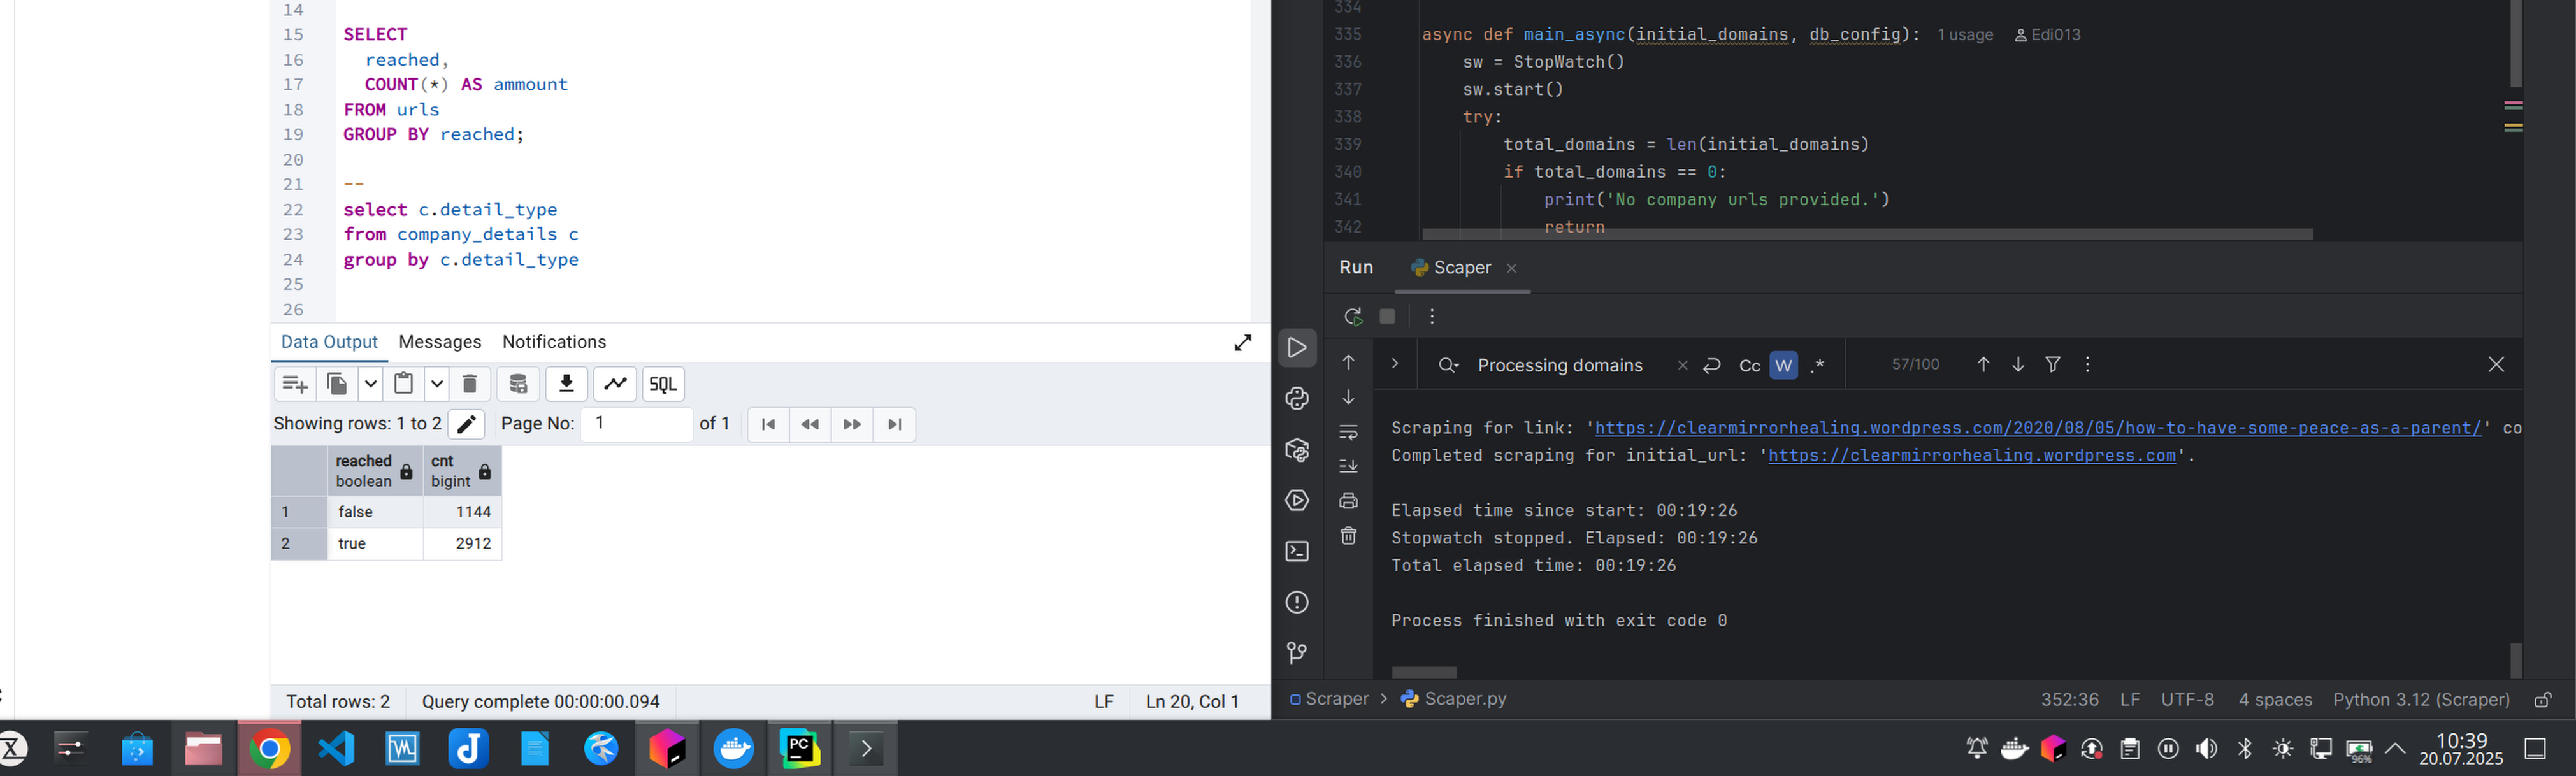 14
15 SELECT
16 reached,
17 COUNT(*) AS ammount
18 FROM urls
19 GROUP BY reached;
20
21 --
22 select c.detail_type
23 from company_details c
24 group by c.detail_type
25
26
Data Output Messages Notifications
SQL
Showing rows: 1 to 2 Page No: 1 of 1
reached cnt
boolean bigint
1 false 1144
2 true 2912
Total rows: 2 Query complete 00:00:00.094 LF Ln 20, Col 1
334
335 async def main_async(initial_domains, db_config): 1 usage Edi013
336 sw = StopWatch()
337 sw.start()
338 try:
339 total_domains = len(initial_domains)
340 if total_domains == 0:
341 print('No company urls provided.')
342 return
Run Scaper
Processing domains Cc W .* 57/100
Scraping for link: 'https://clearmirrorhealing.wordpress.com/2020/08/05/how-to-have-some-peace-as-a-parent/' co
Completed scraping for initial_url: 'https://clearmirrorhealing.wordpress.com'.
Elapsed time since start: 00:19:26
Stopwatch stopped. Elapsed: 00:19:26
Total elapsed time: 00:19:26
Process finished with exit code 0
Scraper > Scaper.py 352:36 LF UTF-8 4 spaces Python 3.12 (Scraper)
PC
96%
10:39
20.07.2025